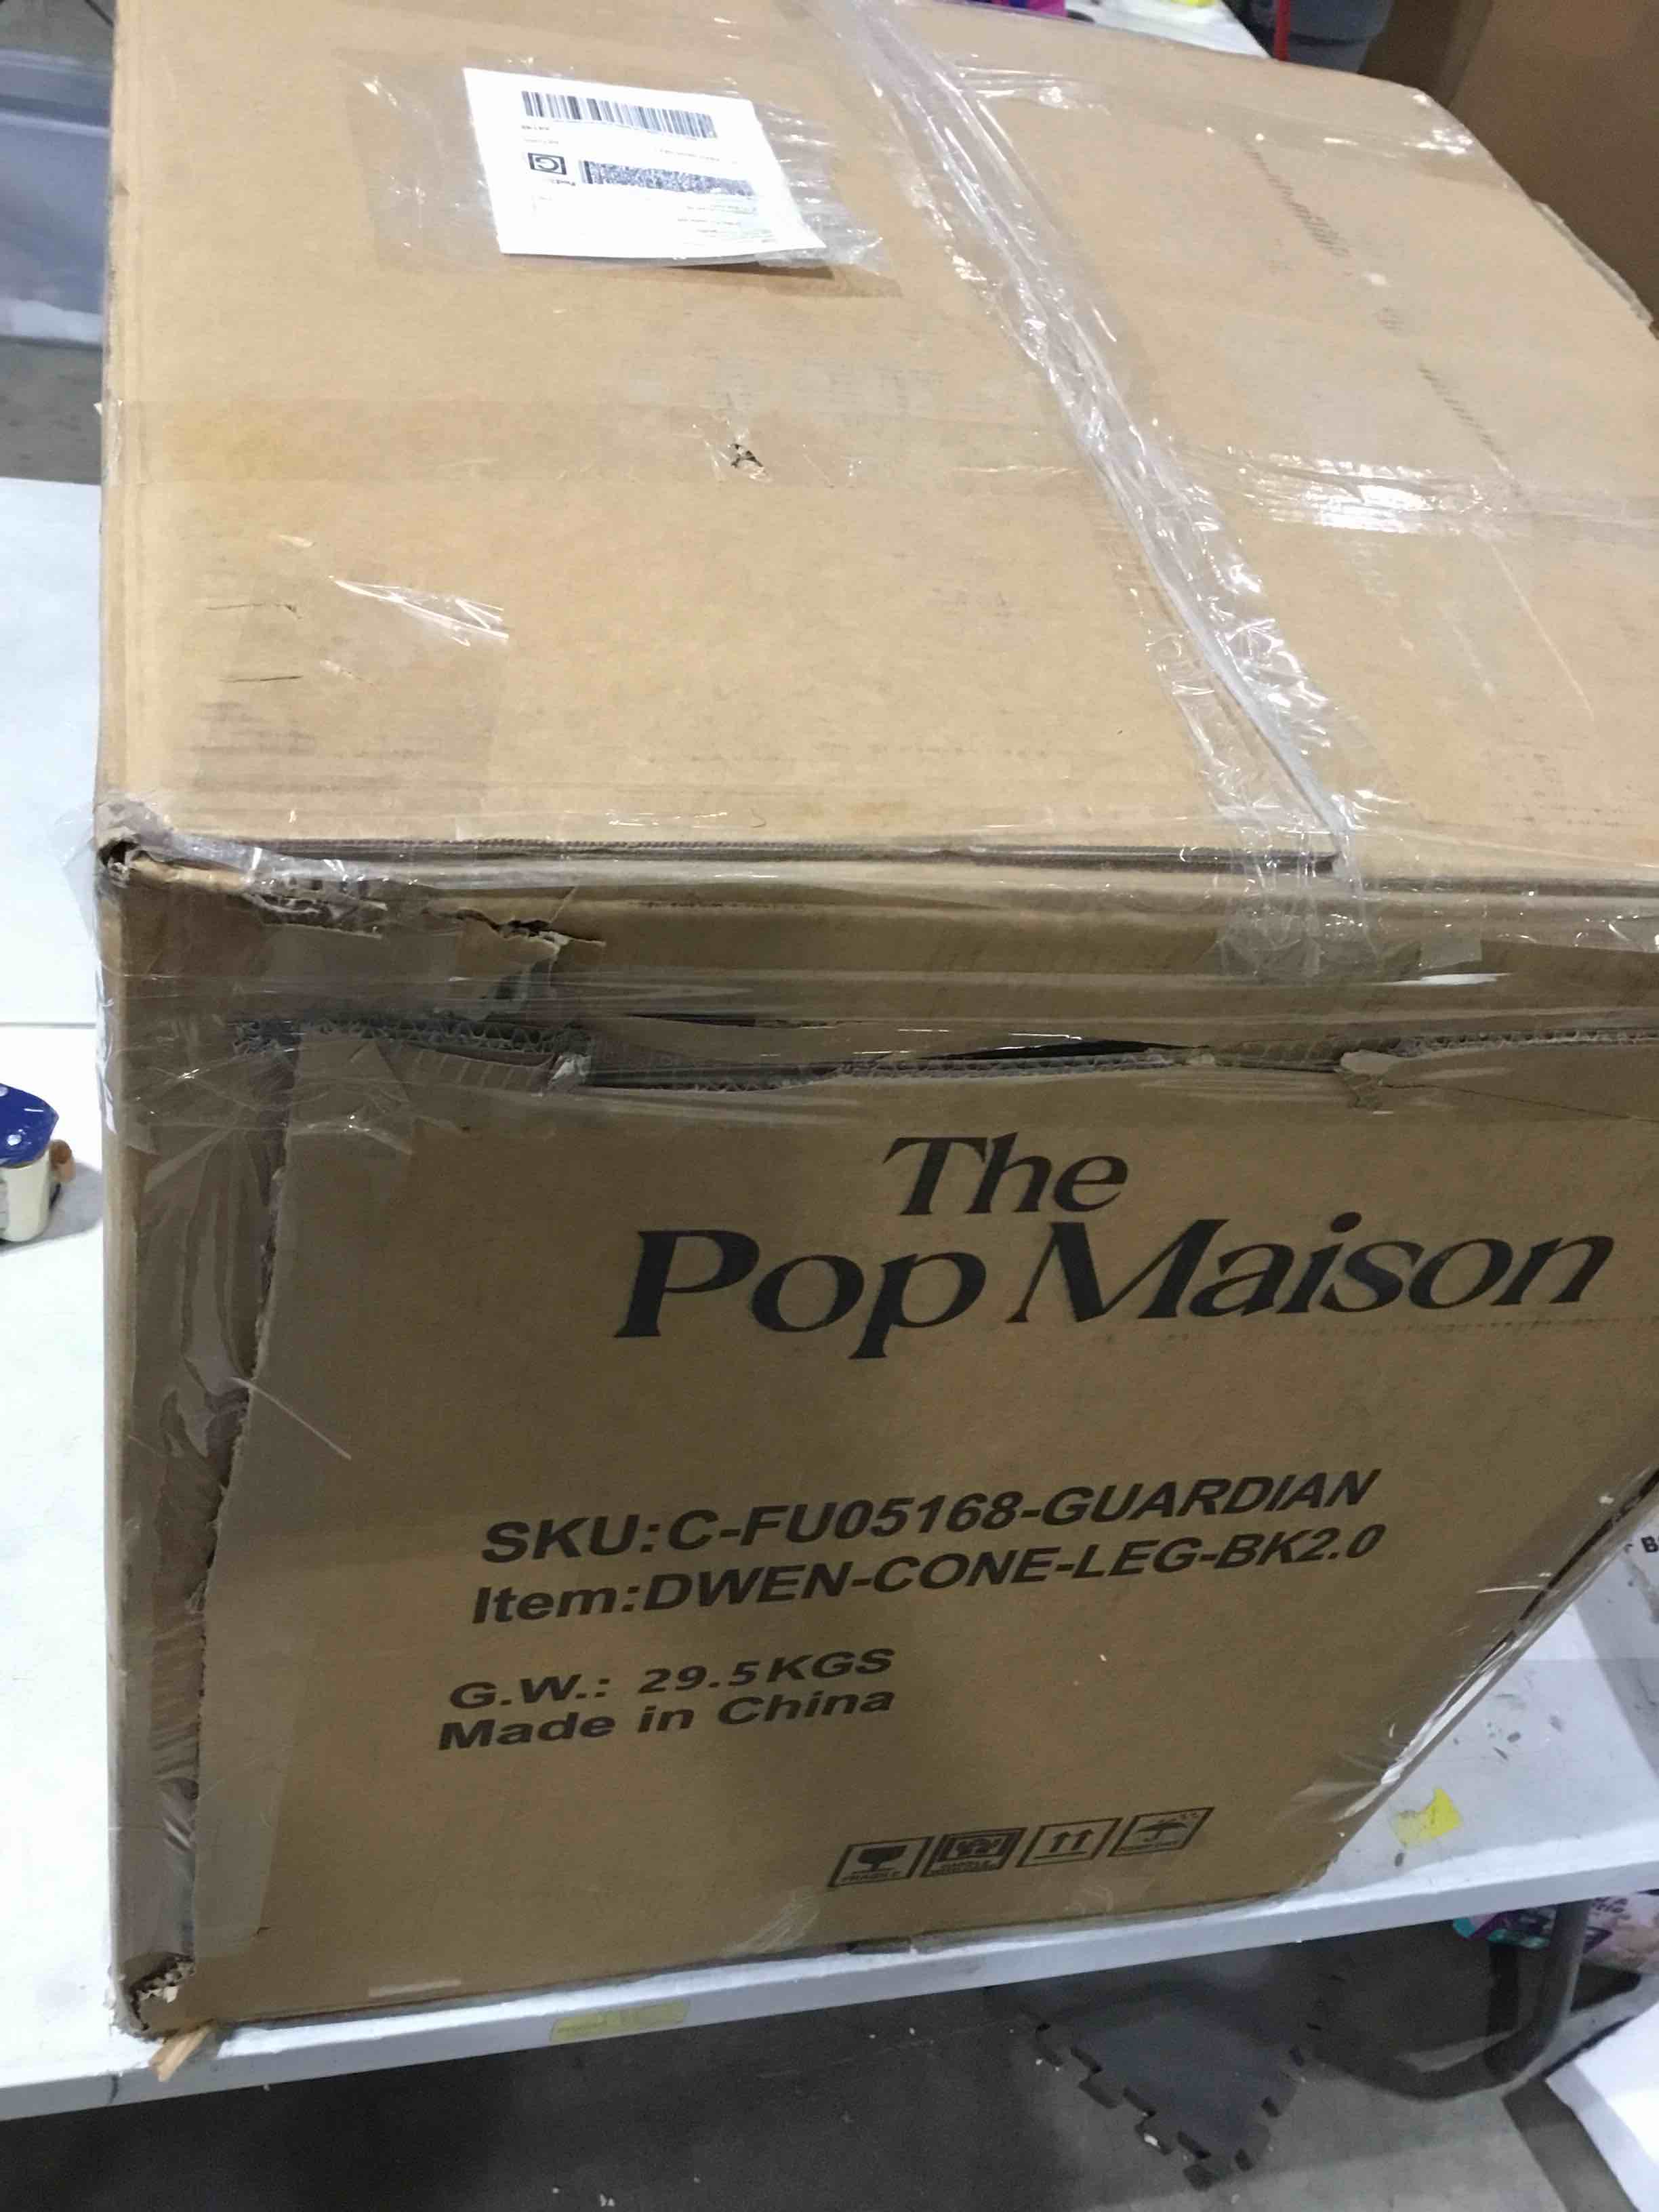 The
Pop Maison
SKU:C-FU05168-GUARDIAN
Item:DWEN-CONE-LEG-BK2.0
G.W.: 29.5KGS
Made in China